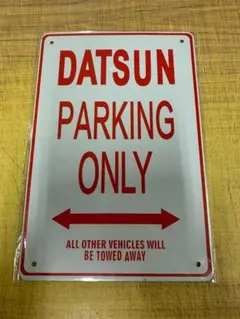 DATSUN
PARKING
ONLY
ALL OTHER VEHICLES WILL
BE TOWED AWAY